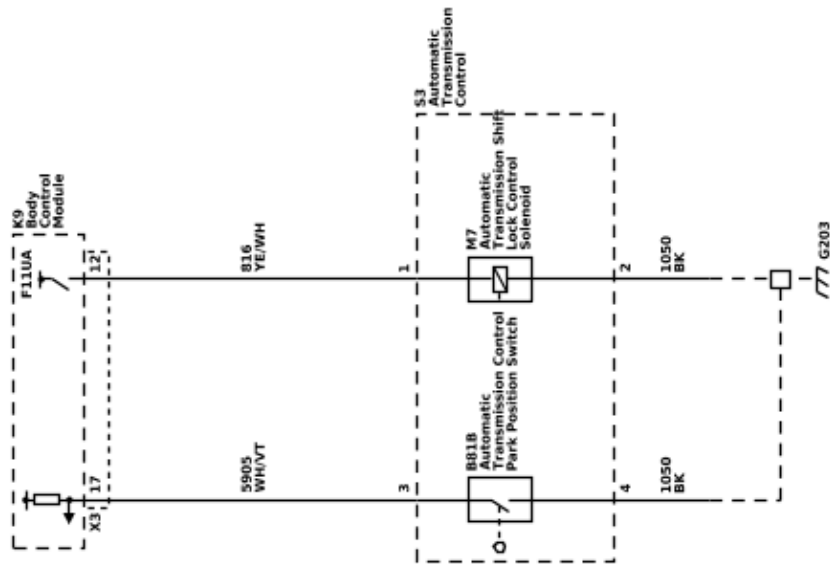 K9
Body
Control
Module
F11UA
12
816
YE/WH
1
S3
Automatic
Transmission
Control
M7
Automatic
Transmission Shift
Lock Control
Solenoid
2
1050
BK
G203
X3
17
5905
WH/VT
3
B81B
Automatic
Transmission Control
Park Position Switch
4
1050
BK